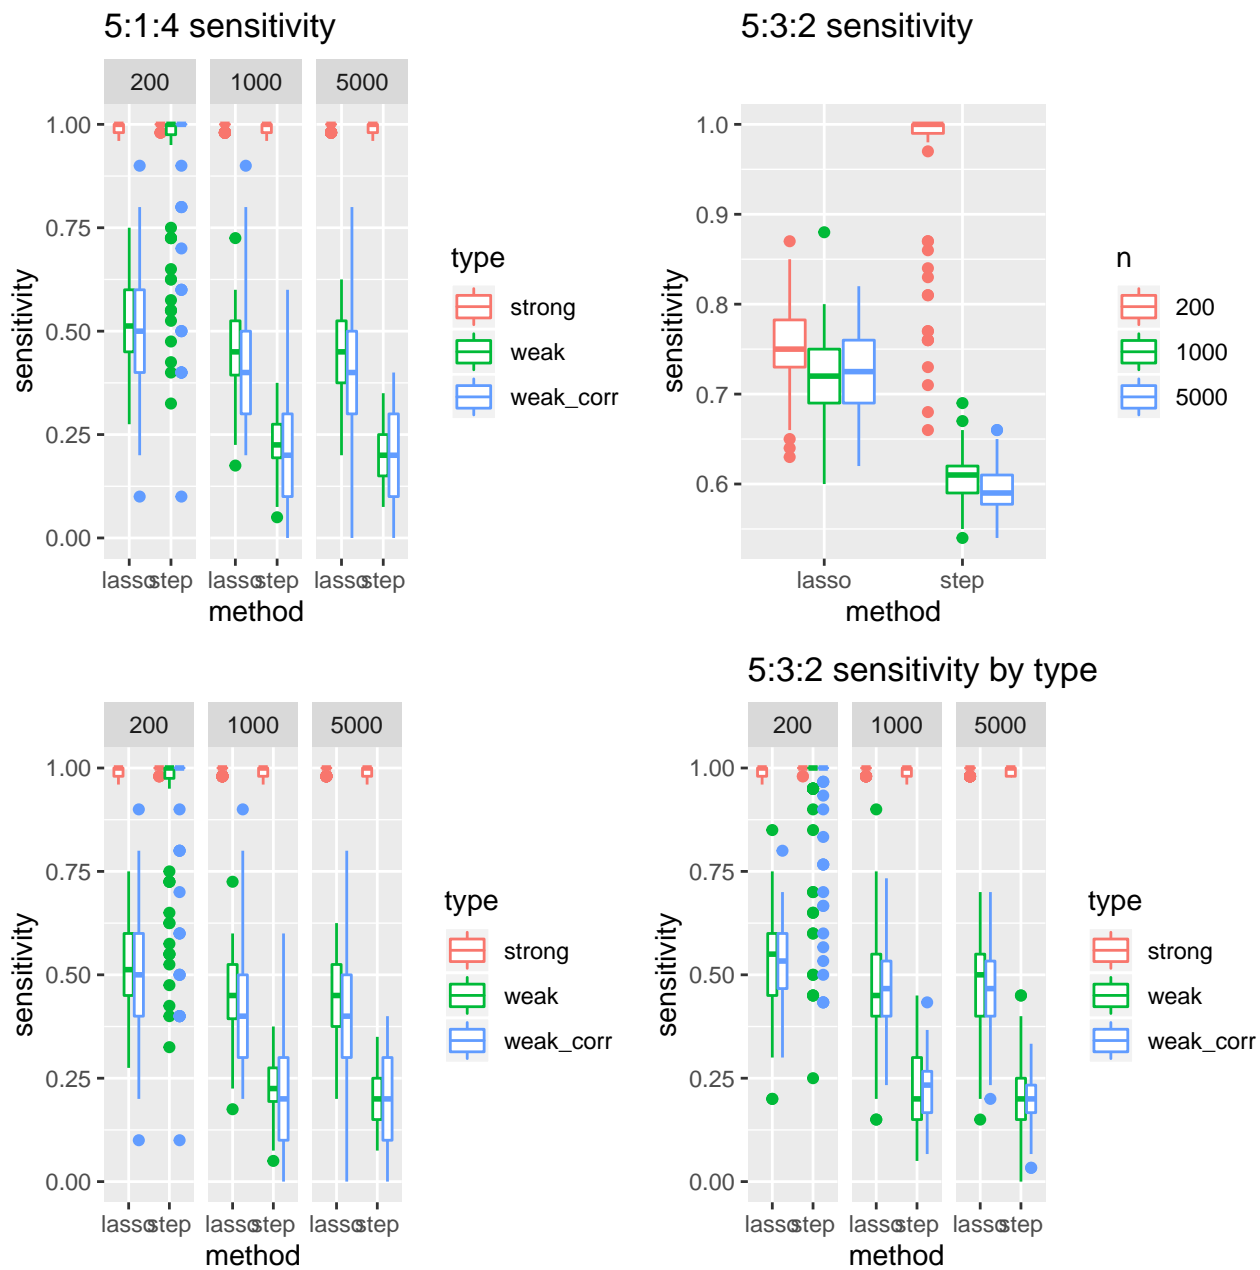 5:1:4 sensitivity
200 1000 5000
1.00
0.75
0.50
0.25
0.00
sensitivity
lasso step lasso step lasso step
method
type
strong
weak
weak_corr
5:3:2 sensitivity
1.0
0.9
0.8
0.7
0.6
sensitivity
lasso step
method
n
200
1000
5000
200 1000 5000
1.00
0.75
0.50
0.25
0.00
sensitivity
lasso step lasso step lasso step
method
type
strong
weak
weak_corr
5:3:2 sensitivity by type
200 1000 5000
1.00
0.75
0.50
0.25
0.00
sensitivity
lasso step lasso step lasso step
method
type
strong
weak
weak_corr